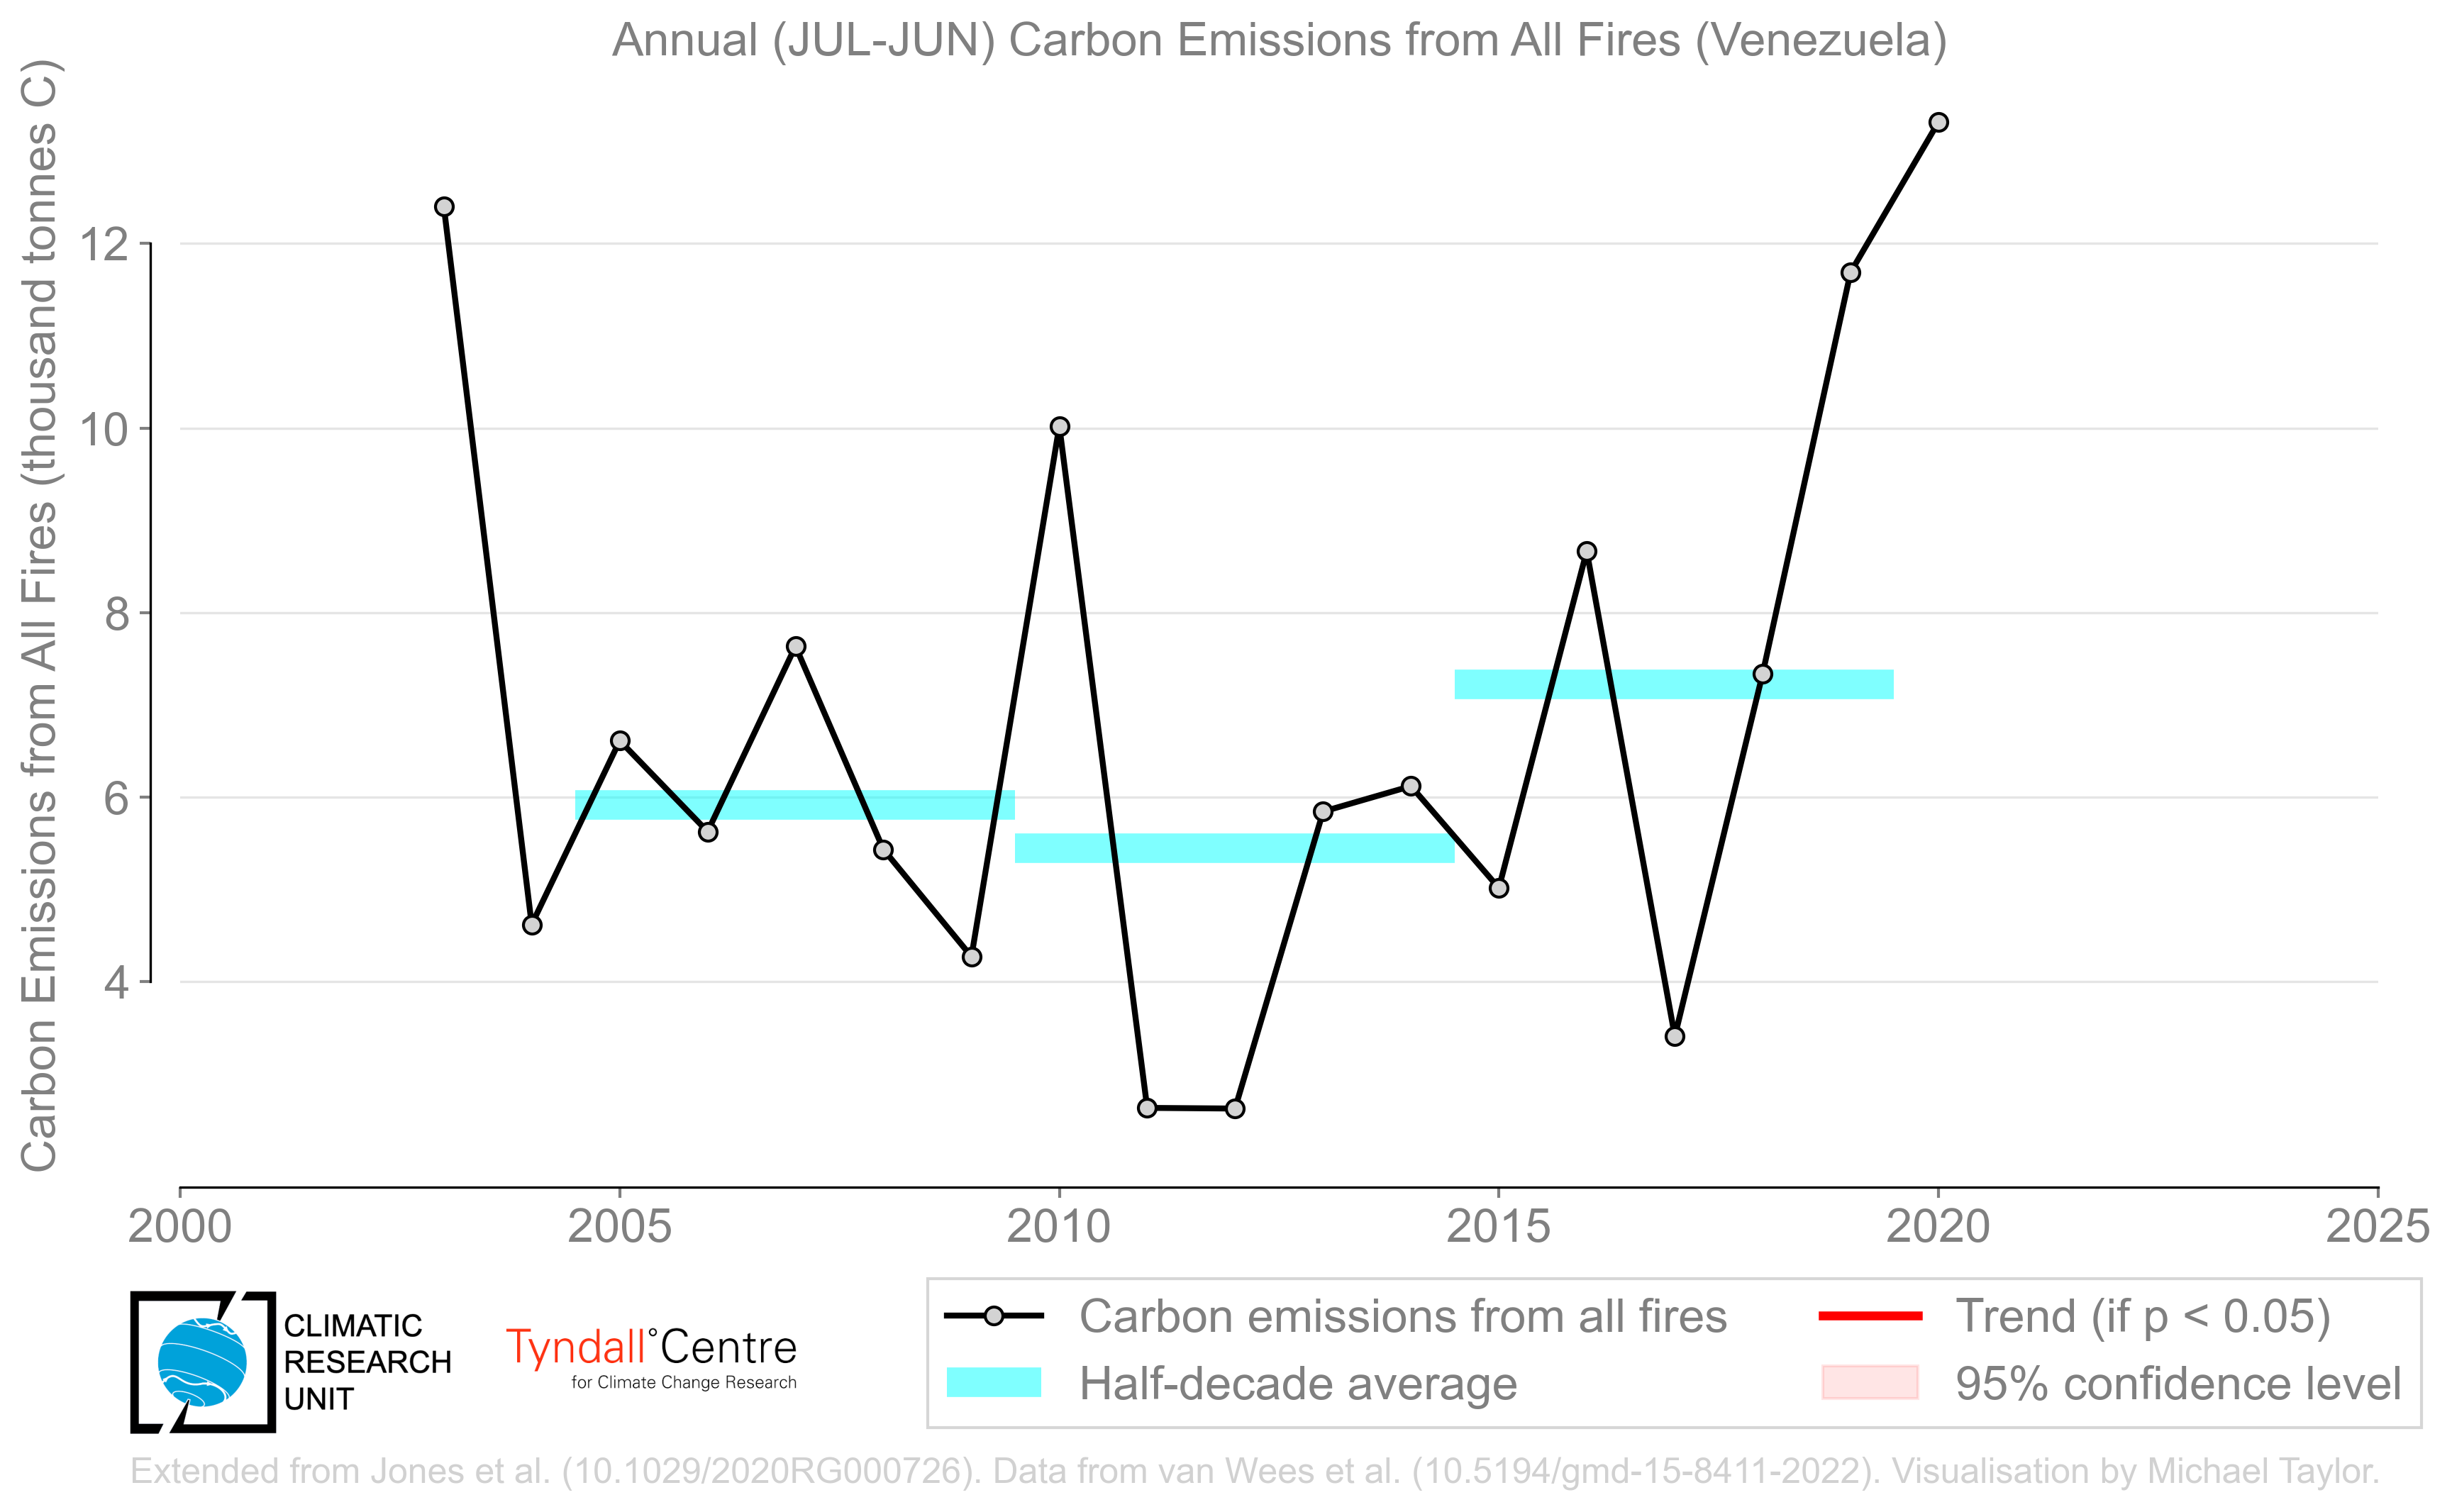 Annual (JUL-JUN) Carbon Emissions from All Fires (Venezuela)
Carbon Emissions from All Fires (thousand tonnes C)
12
10
8
6
4
2000
2005
2010
2015
2020
2025
CLIMATIC
RESEARCH
UNIT
Tyndall°Centre
for Climate Change Research
Carbon emissions from all fires
Half-decade average
Trend (if p < 0.05)
95% confidence level
Extended from Jones et al. (10.1029/2020RG000726). Data from van Wees et al. (10.5194/gmd-15-8411-2022). Visualisation by Michael Taylor.